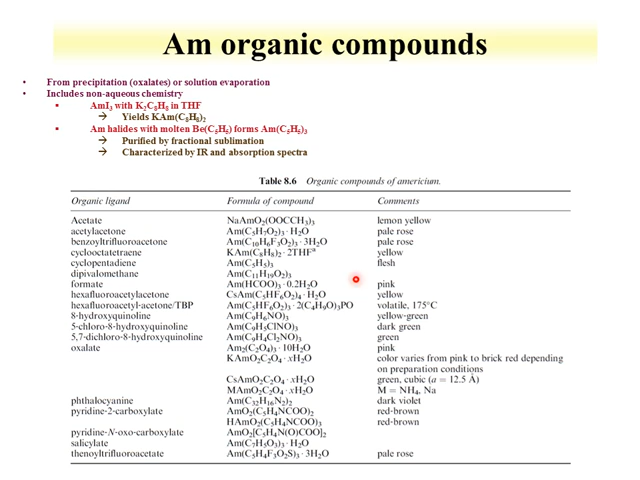 Am organic compounds
• From precipitation (oxalates) or solution evaporation
• Includes non-aqueous chemistry
▪ AmI₃ with K₂C₈H₈ in THF
→ Yields KAm(C₈H₈)₂
▪ Am halides with molten Be(C₅H₅) forms Am(C₅H₅)₃
→ Purified by fractional sublimation
→ Characterized by IR and absorption spectra
Table 8.6 Organic compounds of americium.
Organic ligand Formula of compound Comments
Acetate NaAmO₂(OOCCH₃)₃ lemon yellow
acetylacetone Am(C₅H₇O₂)₃ · H₂O pale rose
benzoyltrifluoroacetone Am(C₁₀H₆F₃O₂)₃ · 3H₂O pale rose
cyclooctatetraene KAm(C₈H₈)₂ · 2THFᵃ yellow
cyclopentadiene Am(C₅H₅)₃ flesh
dipivalomethane Am(C₁₁H₁₉O₂)₃
formate Am(HCOO)₃ · 0.2H₂O pink
hexafluoroacetylacetone CsAm(C₅HF₆O₂)₄ · H₂O yellow
hexafluoroacetyl-acetone/TBP Am(C₅HF₆O₂)₃ · 2(C₄H₉O)₃PO volatile, 175°C
8-hydroxyquinoline Am(C₉H₆NO)₃ yellow-green
5-chloro-8-hydroxyquinoline Am(C₉H₅ClNO)₃ dark green
5,7-dichloro-8-hydroxyquinoline Am(C₉H₄Cl₂NO)₃ green
oxalate Am₂(C₂O₄)₃ · 10H₂O pink
KAmO₂C₂O₄ · xH₂O color varies from pink to brick red depending
on preparation conditions
CsAmO₂C₂O₄ · xH₂O green, cubic (a = 12.5 Å)
MAmO₂C₂O₄ · xH₂O M = NH₄, Na
phthalocyanine Am(C₃₂H₁₆N₂)₂ dark violet
pyridine-2-carboxylate AmO₂(C₅H₄NCOO)₂ red-brown
HAmO₂(C₅H₄NCOO)₃ red-brown
pyridine-N-oxo-carboxylate AmO₂[C₅H₄N(O)COO]₂
salicylate Am(C₇H₅O₃)₃ · H₂O
thenoyltrifluoroacetate Am(C₅H₄F₃O₂S)₃ · 3H₂O pale rose